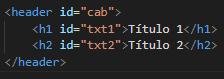 <header id="cab">
    <h1 id="txt1">Título 1</h1>
    <h2 id="txt2">Título 2</h2>
</header>